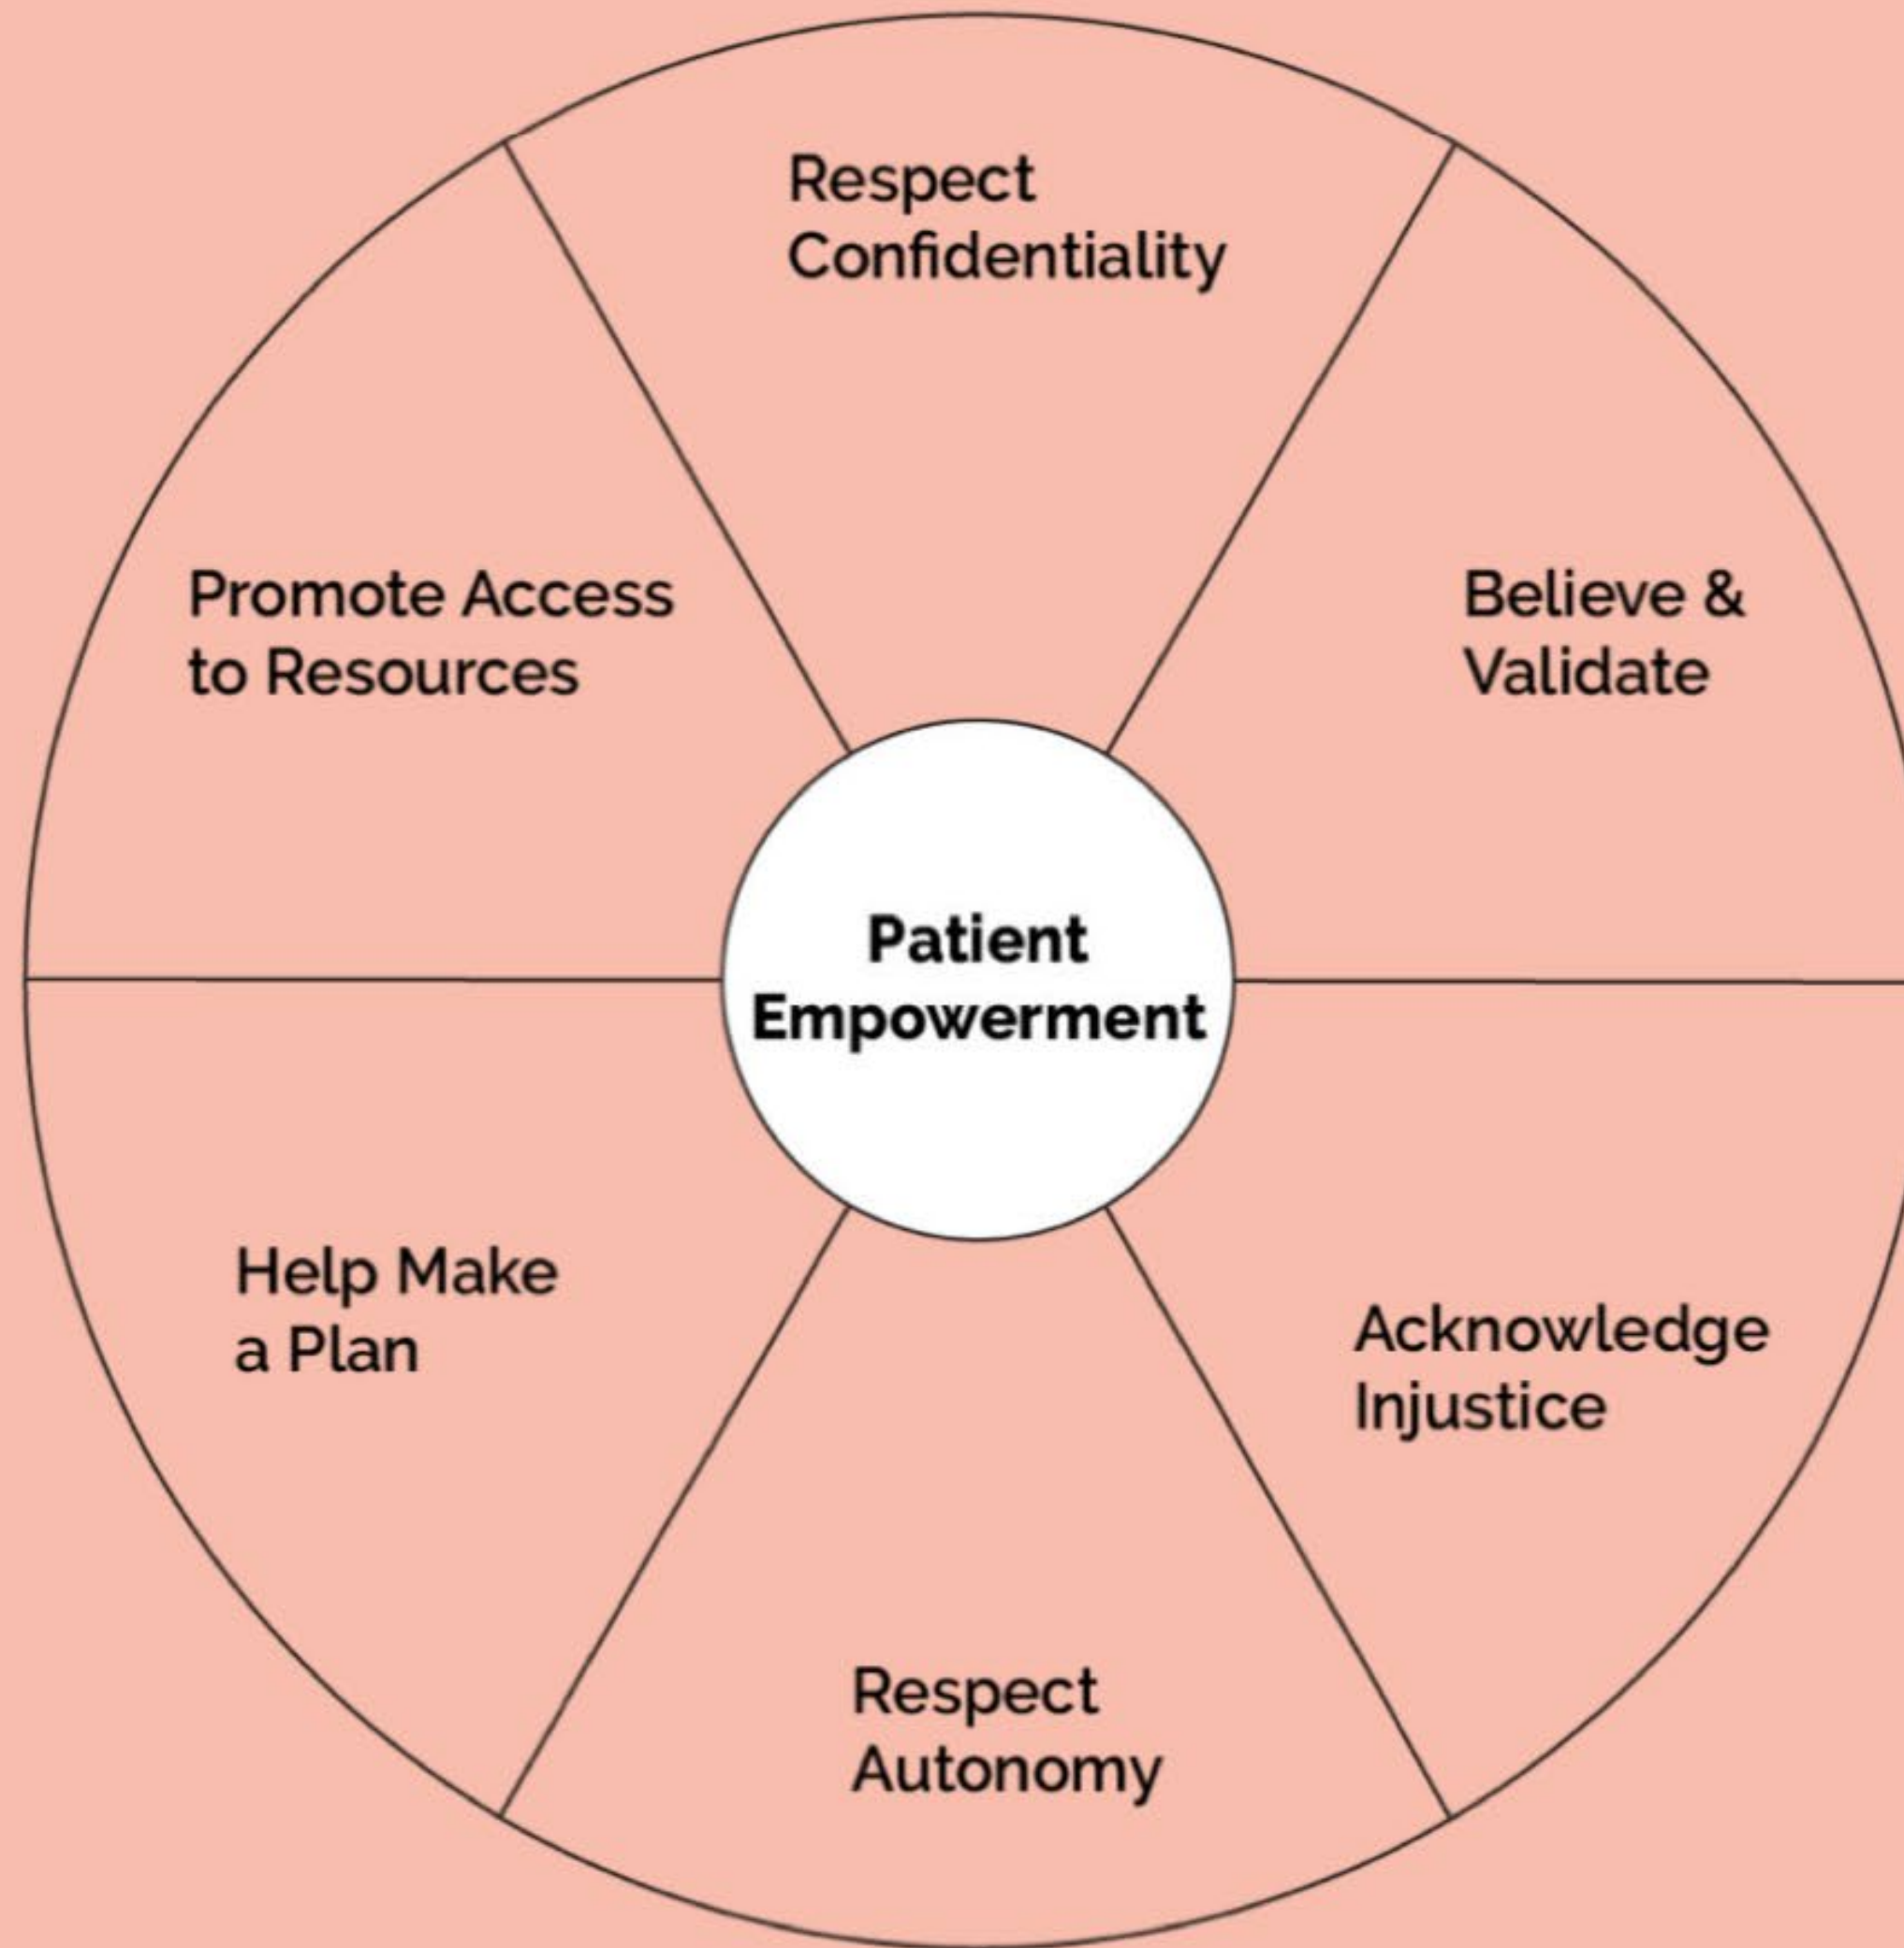 Respect
Confidentiality
Believe &
Validate
Acknowledge
Injustice
Respect
Autonomy
Help Make
a Plan
Promote Access
to Resources
Patient
Empowerment